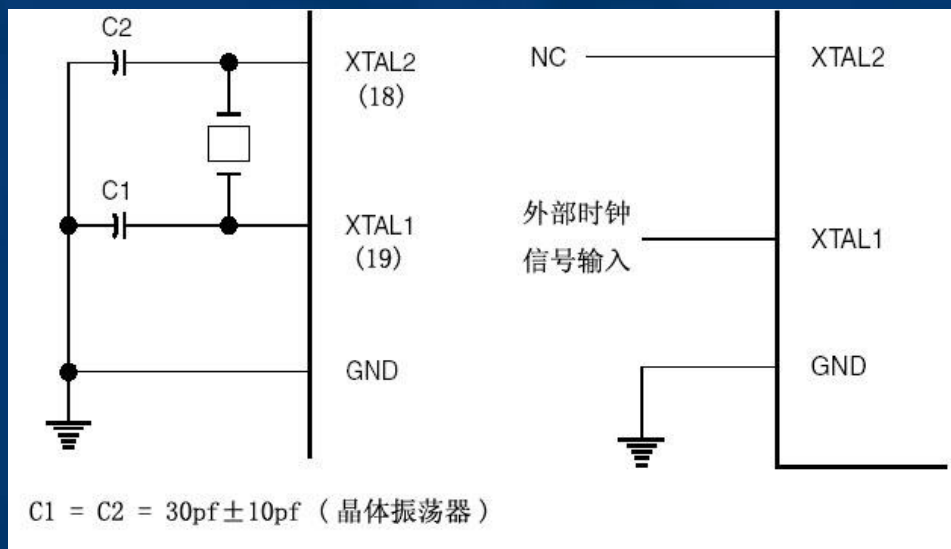 C2
XTAL2
(18)
C1
XTAL1
(19)
GND
NC
XTAL2
外部时钟
信号输入
XTAL1
GND
C1 = C2 = 30pf±10pf ( 晶体振荡器 )